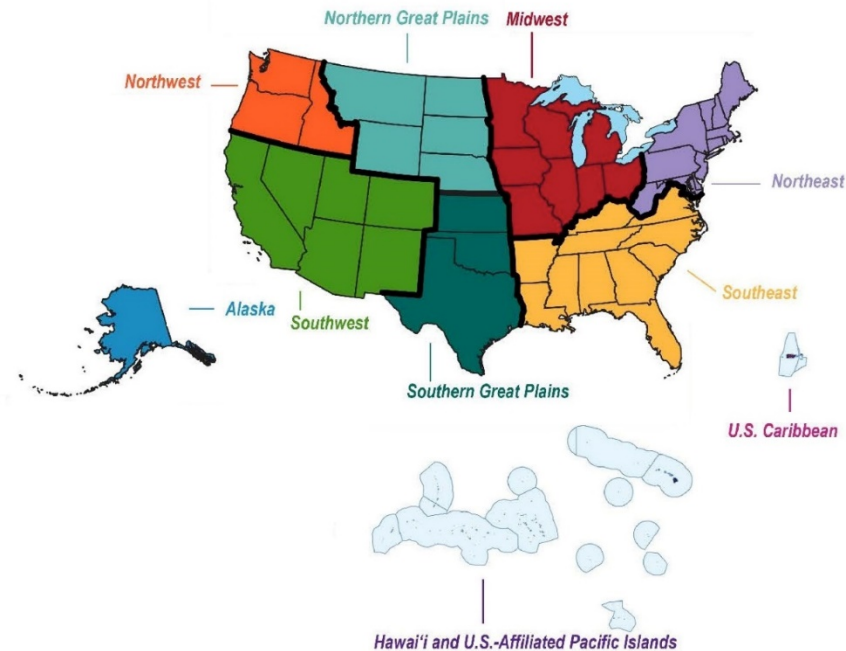 Northern Great Plains
Midwest
Northwest
Northeast
Southeast
Alaska
Southwest
Southern Great Plains
U.S. Caribbean
Hawai‘i and U.S.-Affiliated Pacific Islands